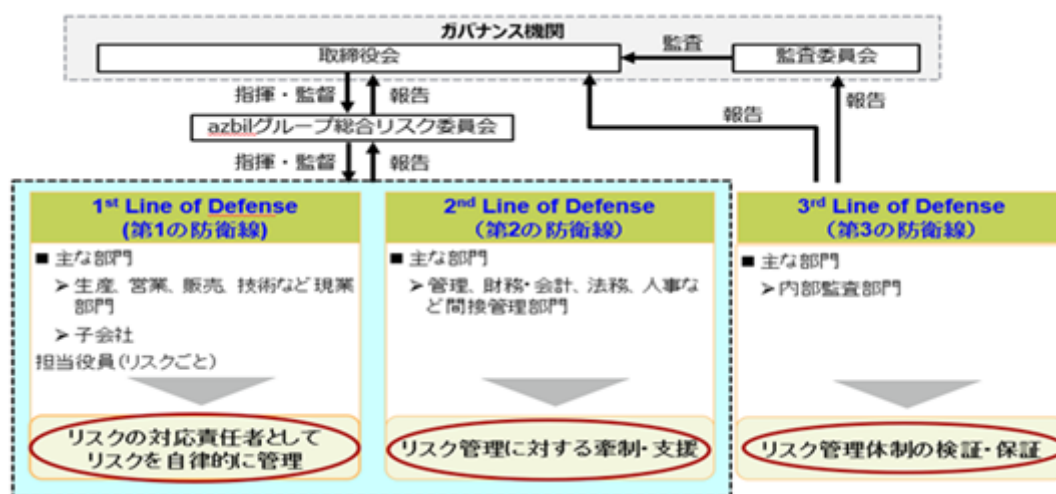 ガバナンス機関
取締役会
監査
監査委員会
指揮・監督
報告
報告
報告
azbilグループ総合リスク委員会
指揮・監督
報告
1st Line of Defense
(第1の防衛線)
■ 主な部門
➢生産、営業、販売、技術など現業
部門
➢子会社
担当役員(リスクごと)
リスクの対応責任者として
リスクを自律的に管理
2nd Line of Defense
(第2の防衛線)
■ 主な部門
➢管理、財務・会計、法務、人事な
ど間接管理部門
リスク管理に対する牽制・支援
3rd Line of Defense
(第3の防衛線)
■ 主な部門
➢内部監査部門
リスク管理体制の検証・保証